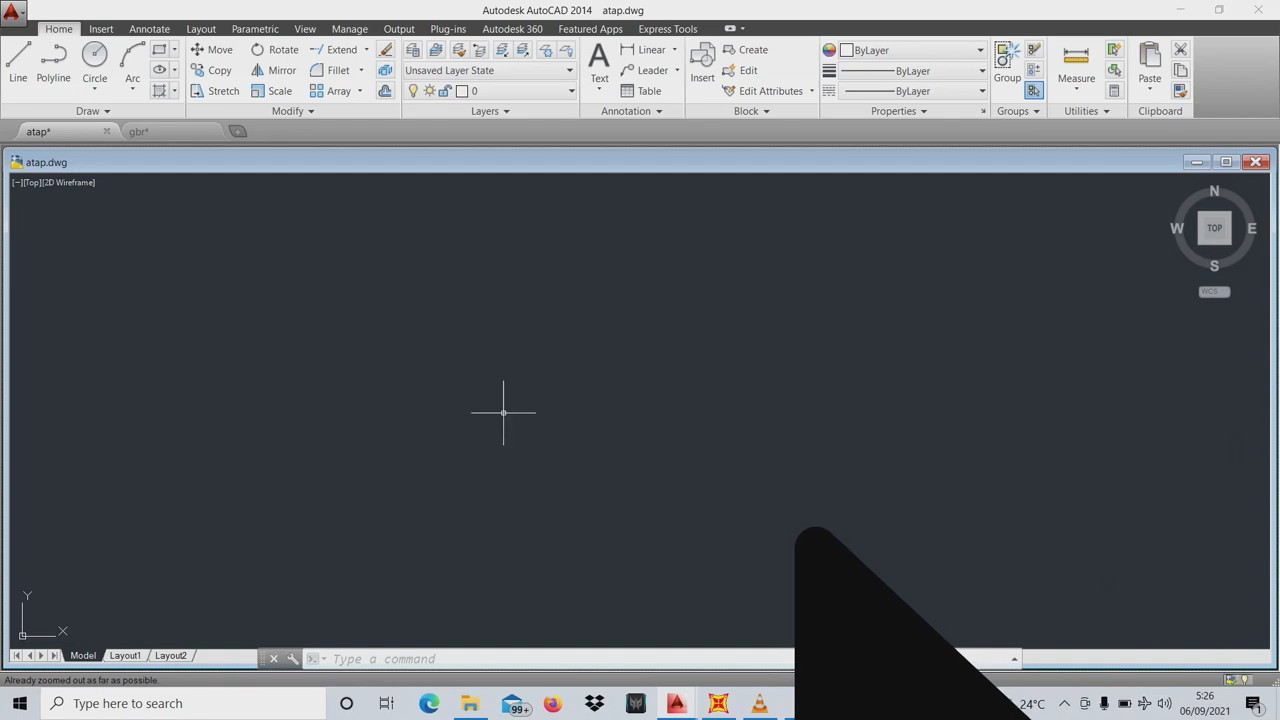 Autodesk AutoCAD 2014 atap.dwg
Home Insert Annotate Layout Parametric View Manage Output Plug-ins Autodesk 360 Featured Apps Express Tools
Line Polyline Circle Arc
Move Rotate Extend
Copy Mirror Fillet
Stretch Scale Array
Unsaved Layer State
0
Text
Linear
Leader
Table
Insert
Create
Edit
Edit Attributes
ByLayer
ByLayer
ByLayer
Group
Measure
Paste
Draw Modify Layers Annotation Block Properties Groups Utilities Clipboard
atap* gbr*
atap.dwg
[−][Top][2D Wireframe]
N
W TOP E
S
WCS
Y
X
Model Layout1 Layout2
Type a command
Already zoomed out as far as possible.
Type here to search
99+
24°C
5:26
06/09/2021
1